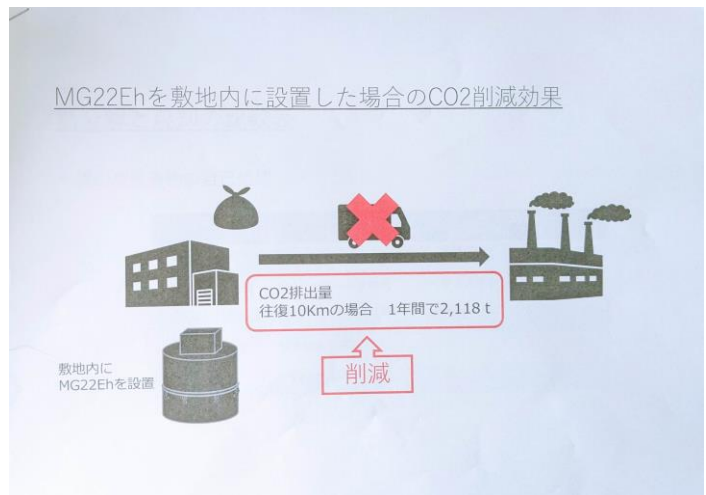 MG22Ehを敷地内に設置した場合のCO2削減効果
CO2排出量
往復10Kmの場合 1年間で2,118 t
削減
敷地内に
MG22Ehを設置